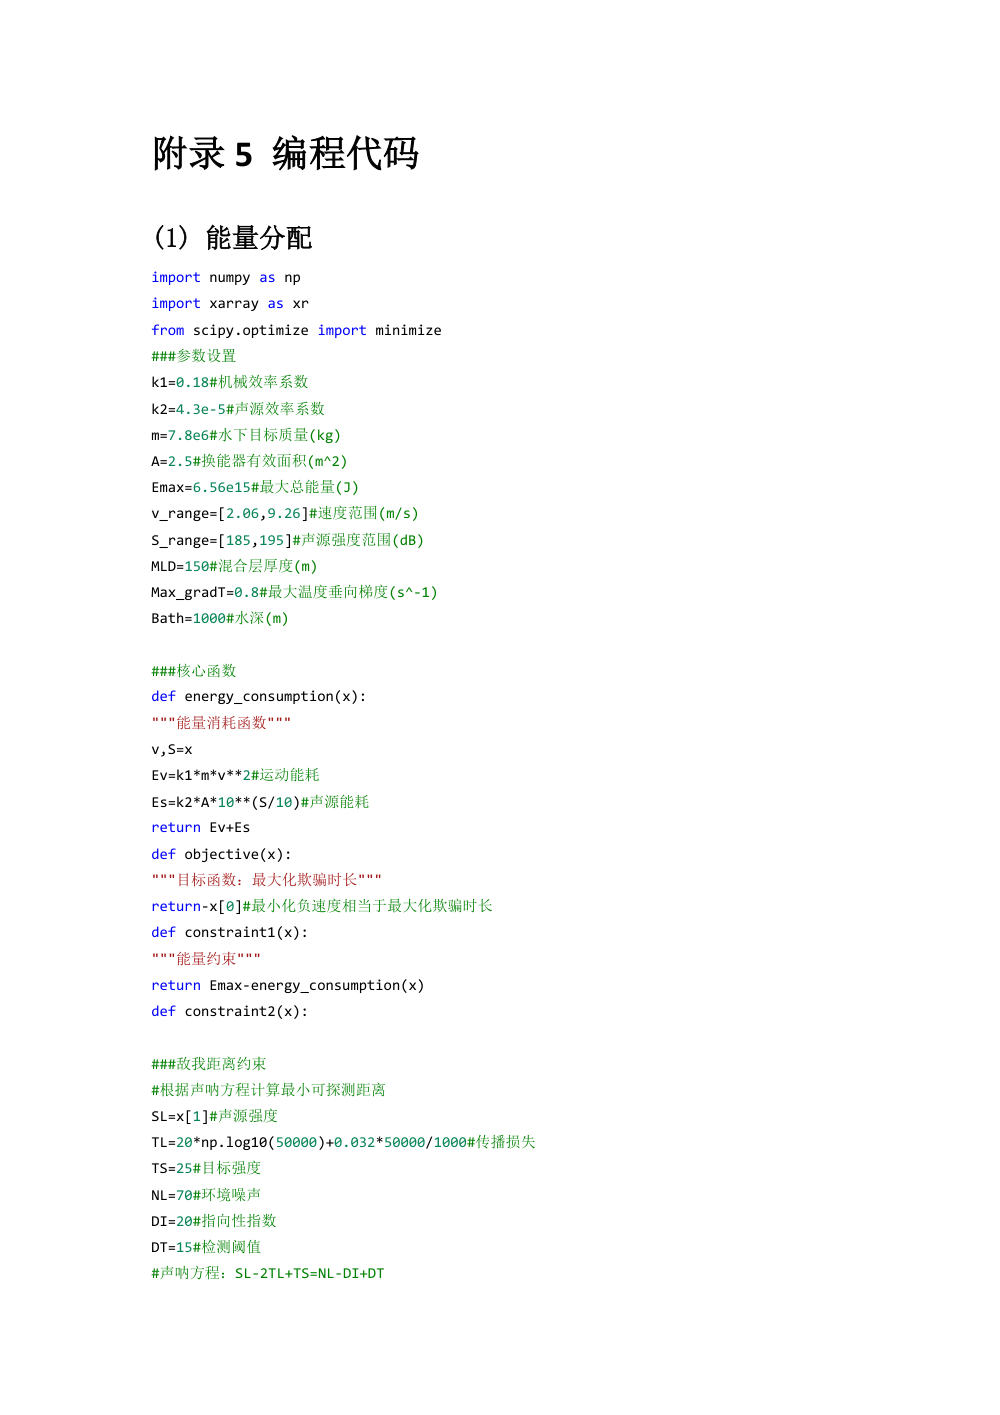 附录 5 编程代码
(1) 能量分配
import numpy as np
import xarray as xr
from scipy.optimize import minimize
###参数设置
k1=0.18#机械效率系数
k2=4.3e-5#声源效率系数
m=7.8e6#水下目标质量(kg)
A=2.5#换能器有效面积(m^2)
Emax=6.56e15#最大总能量(J)
v_range=[2.06,9.26]#速度范围(m/s)
S_range=[185,195]#声源强度范围(dB)
MLD=150#混合层厚度(m)
Max_gradT=0.8#最大温度垂向梯度(s^-1)
Bath=1000#水深(m)
###核心函数
def energy_consumption(x):
"""能量消耗函数"""
v,S=x
Ev=k1*m*v**2#运动能耗
Es=k2*A*10**(S/10)#声源能耗
return Ev+Es
def objective(x):
"""目标函数：最大化欺骗时长"""
return-x[0]#最小化负速度相当于最大化欺骗时长
def constraint1(x):
"""能量约束"""
return Emax-energy_consumption(x)
def constraint2(x):
###敌我距离约束
#根据声呐方程计算最小可探测距离
SL=x[1]#声源强度
TL=20*np.log10(50000)+0.032*50000/1000#传播损失
TS=25#目标强度
NL=70#环境噪声
DI=20#指向性指数
DT=15#检测阈值
#声呐方程：SL-2TL+TS=NL-DI+DT